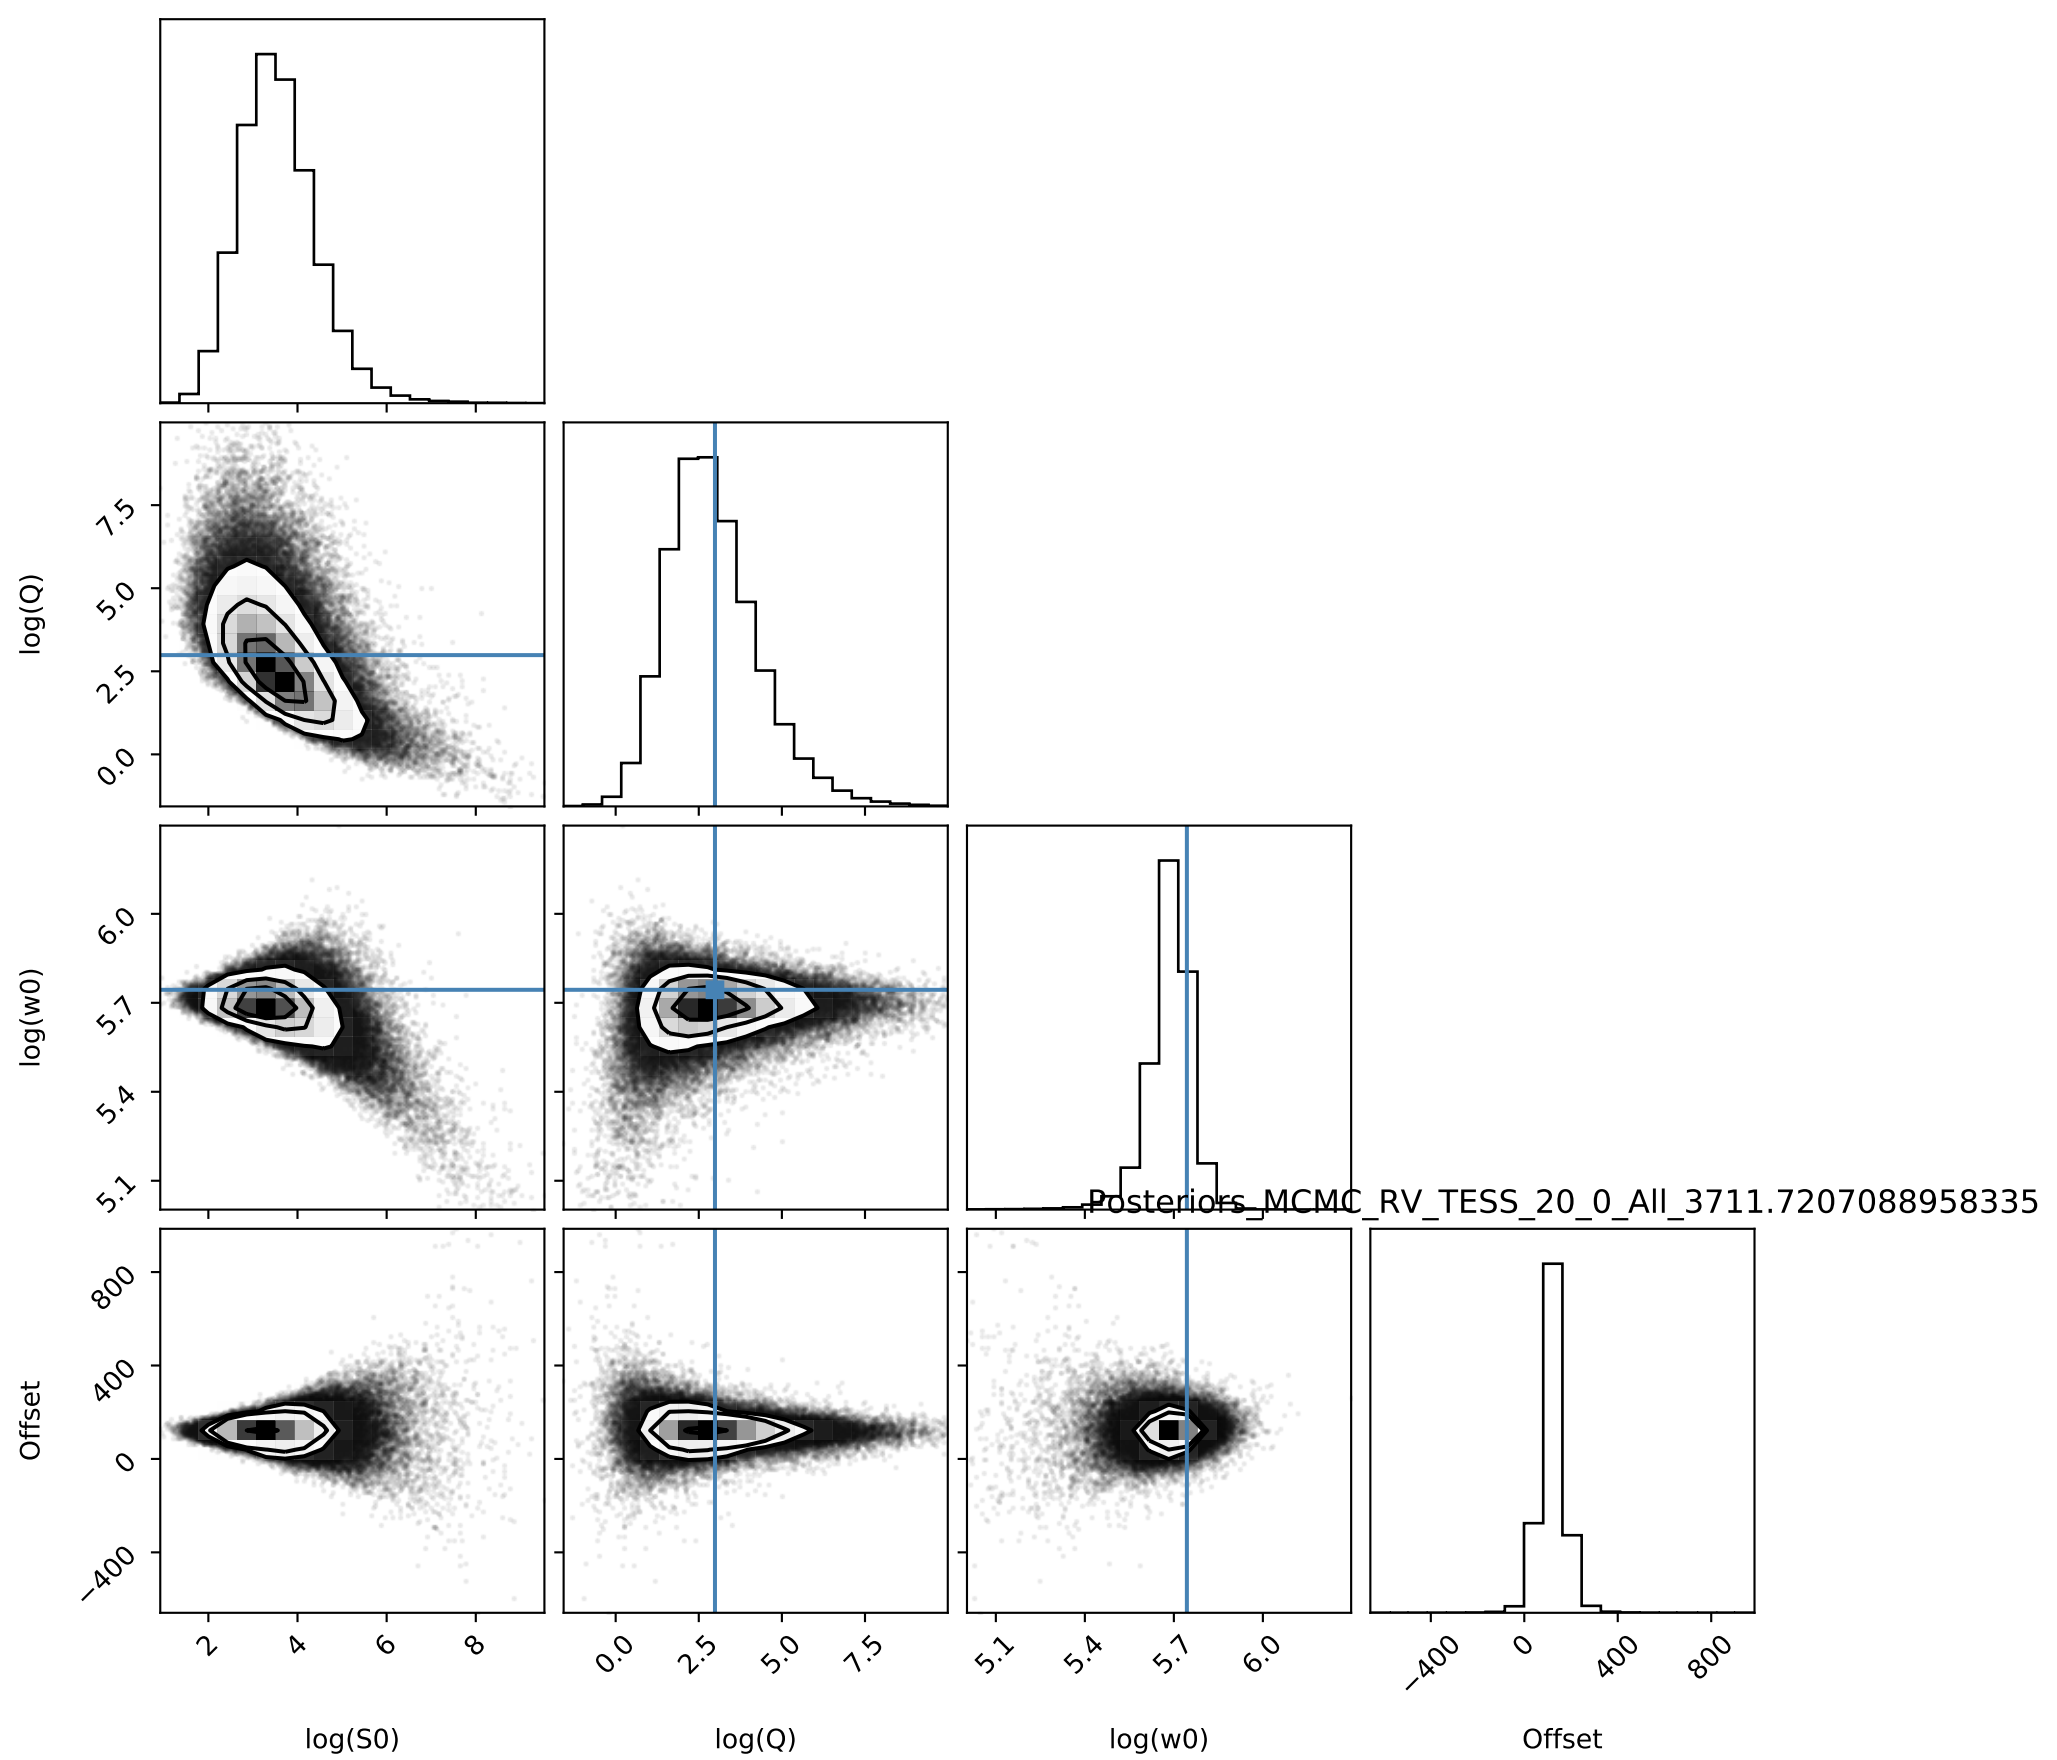 log(Q)
7.5
5.0
2.5
0.0
log(w0)
6.0
5.7
5.4
5.1
Posteriors_MCMC_RV_TESS_20_0_All_3711.7207088958335
Offset
800
400
0
−400
2 4 6 8
0.0 2.5 5.0 7.5
5.1 5.4 5.7 6.0
−400 0 400 800
log(S0) log(Q) log(w0) Offset